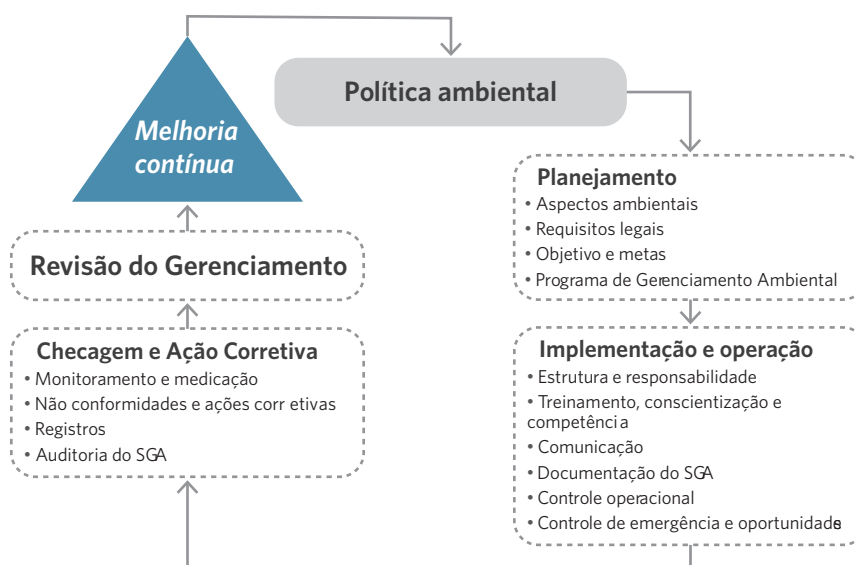 Política ambiental
Melhoria
contínua
Planejamento
• Aspectos ambientais
• Requisitos legais
• Objetivo e metas
• Programa de Gerenciamento Ambiental
Revisão do Gerenciamento
Checagem e Ação Corretiva
• Monitoramento e medicação
• Não conformidades e ações corr etivas
• Registros
• Auditoria do SGA
Implementação e operação
• Estrutura e responsabilidade
• Treinamento, conscientização e
competência
• Comunicação
• Documentação do SGA
• Controle operacional
• Controle de emergência e oportunidade